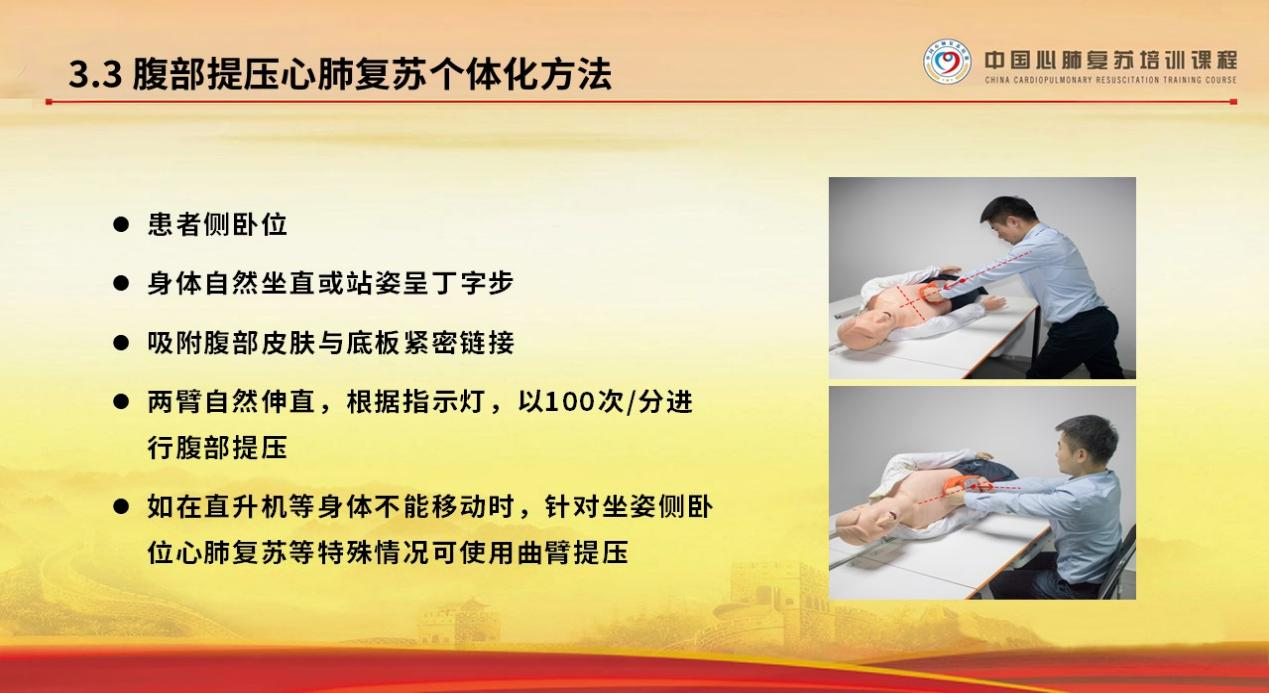 3.3 腹部提压心肺复苏个体化方法
中国心肺复苏培训课程
CHINA CARDIOPULMONARY RESUSCITATION TRAINING COURSE
● 患者侧卧位
● 身体自然坐直或站姿呈丁字步
● 吸附腹部皮肤与底板紧密链接
● 两臂自然伸直，根据指示灯，以100次/分进
行腹部提压
● 如在直升机等身体不能移动时，针对坐姿侧卧
位心肺复苏等特殊情况可使用曲臂提压